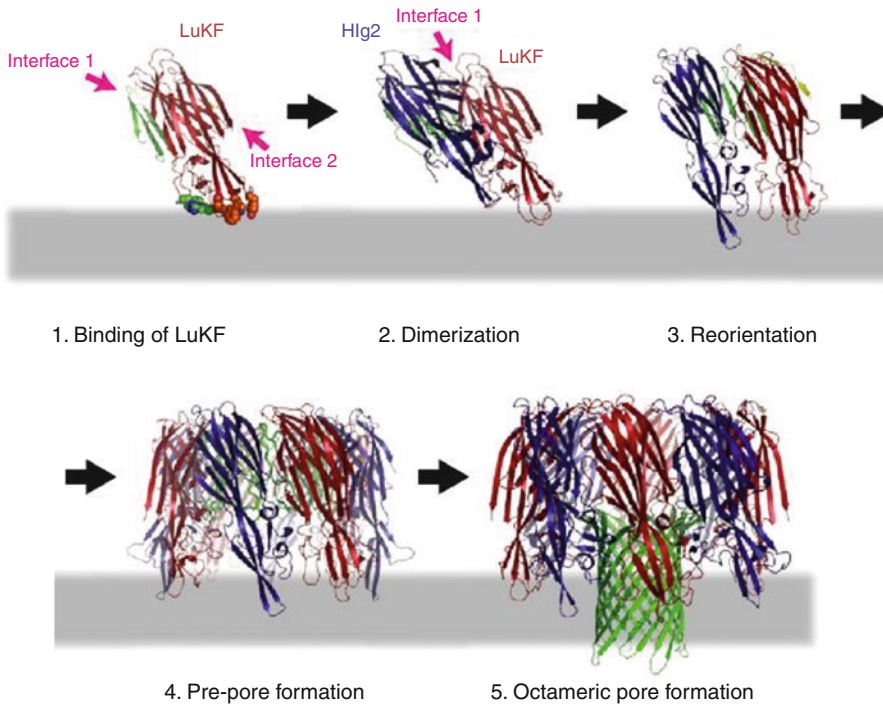 LuKF
Interface 1
Interface 2
1. Binding of LuKF
Hlg2
Interface 1
LuKF
2. Dimerization
3. Reorientation
4. Pre-pore formation
5. Octameric pore formation